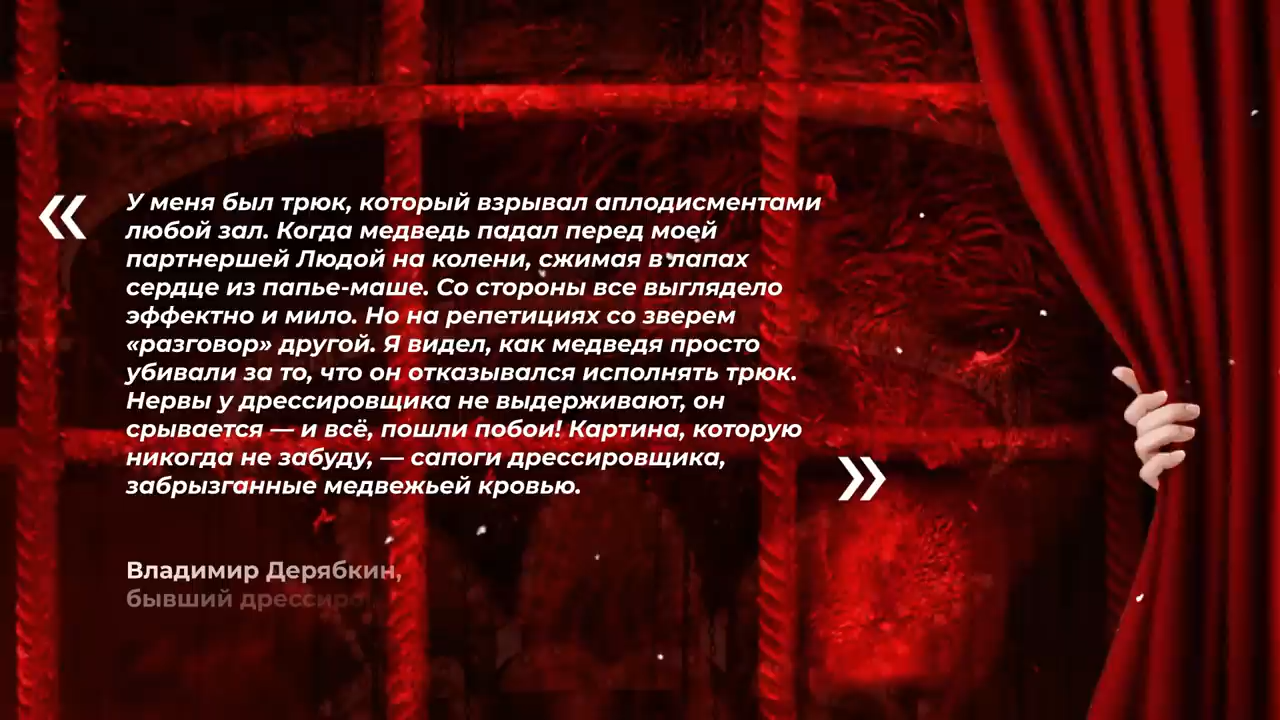 « У меня был трюк, который взрывал аплодисментами
любой зал. Когда медведь падал перед моей
партнершей Людой на колени, сжимая в лапах
сердце из папье-маше. Со стороны все выглядело
эффектно и мило. Но на репетициях со зверем
«разговор» другой. Я видел, как медведя просто
убивали за то, что он отказывался исполнять трюк.
Нервы у дрессировщика не выдерживают, он
срывается — и всё, пошли побои! Картина, которую
никогда не забуду, — сапоги дрессировщика,
забрызганные медвежьей кровью. »
Владимир Дерябкин,
бывший